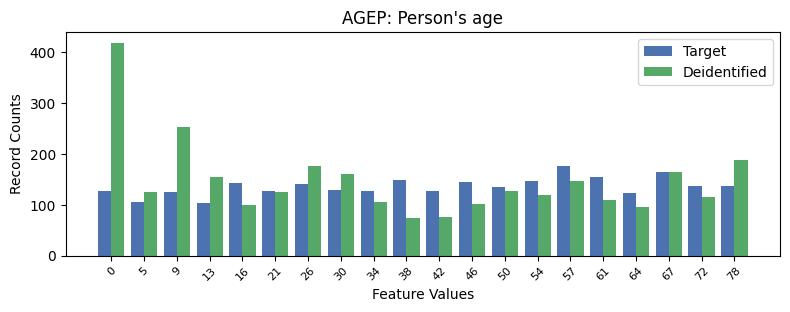 AGEP: Person's age
Target
Deidentified
Record Counts
400
300
200
100
0
0 5 9 13 16 21 26 30 34 38 42 46 50 54 57 61 64 67 72 78
Feature Values